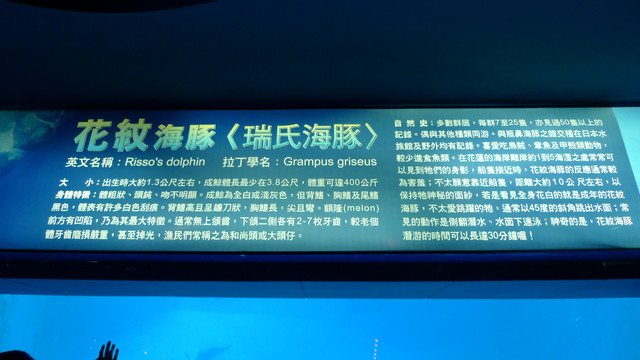 花紋海豚〈瑞氏海豚〉
英文名稱：Risso's dolphin 拉丁學名：Grampus griseus
大　　小：出生時大約1.3公尺左右，成鯨體長最少在3.8公尺，體重可達400公斤
身體特徵：體粗狀、頭鈍、吻不明顯。成鯨為全白或淺灰色，但背鰭、胸鰭及尾鰭
黑色，體表有許多白色刮痕。背鰭高且呈鐮刀狀，胸鰭長，尖且彎。額隆(melon)
前方有凹陷，乃為其最大特徵。通常無上頷齒，下頷二側各有2-7枚牙齒，較老個
體牙齒磨損嚴重，甚至掉光，漁民們常稱之為和尚頭或大頭仔。
自 然 史：多數群居，每群7至25隻，亦見過50隻以上的
記錄。偶與其他種類同游。與瓶鼻海豚之雜交種在日本水
族館及野外均有記錄。喜愛吃烏賊、章魚及甲殼類動物，
較少進食魚類。在花蓮的海岸離岸約1到5海浬之處常常可
以見到牠們的身影，船隻接近時，花紋海豚的反應通常較
為害羞；不太願意靠近船隻，距離大約10公 尺左右，以
保持牠神秘的面紗，若是看見全身花白的就是成年的花紋
海豚，不太愛跳躍的牠，通常以45度的斜角跳出水面；常
見的動作是側翻潛水、水面下速泳；神奇的是，花紋海豚
潛游的時間可以長達30分鐘喔！